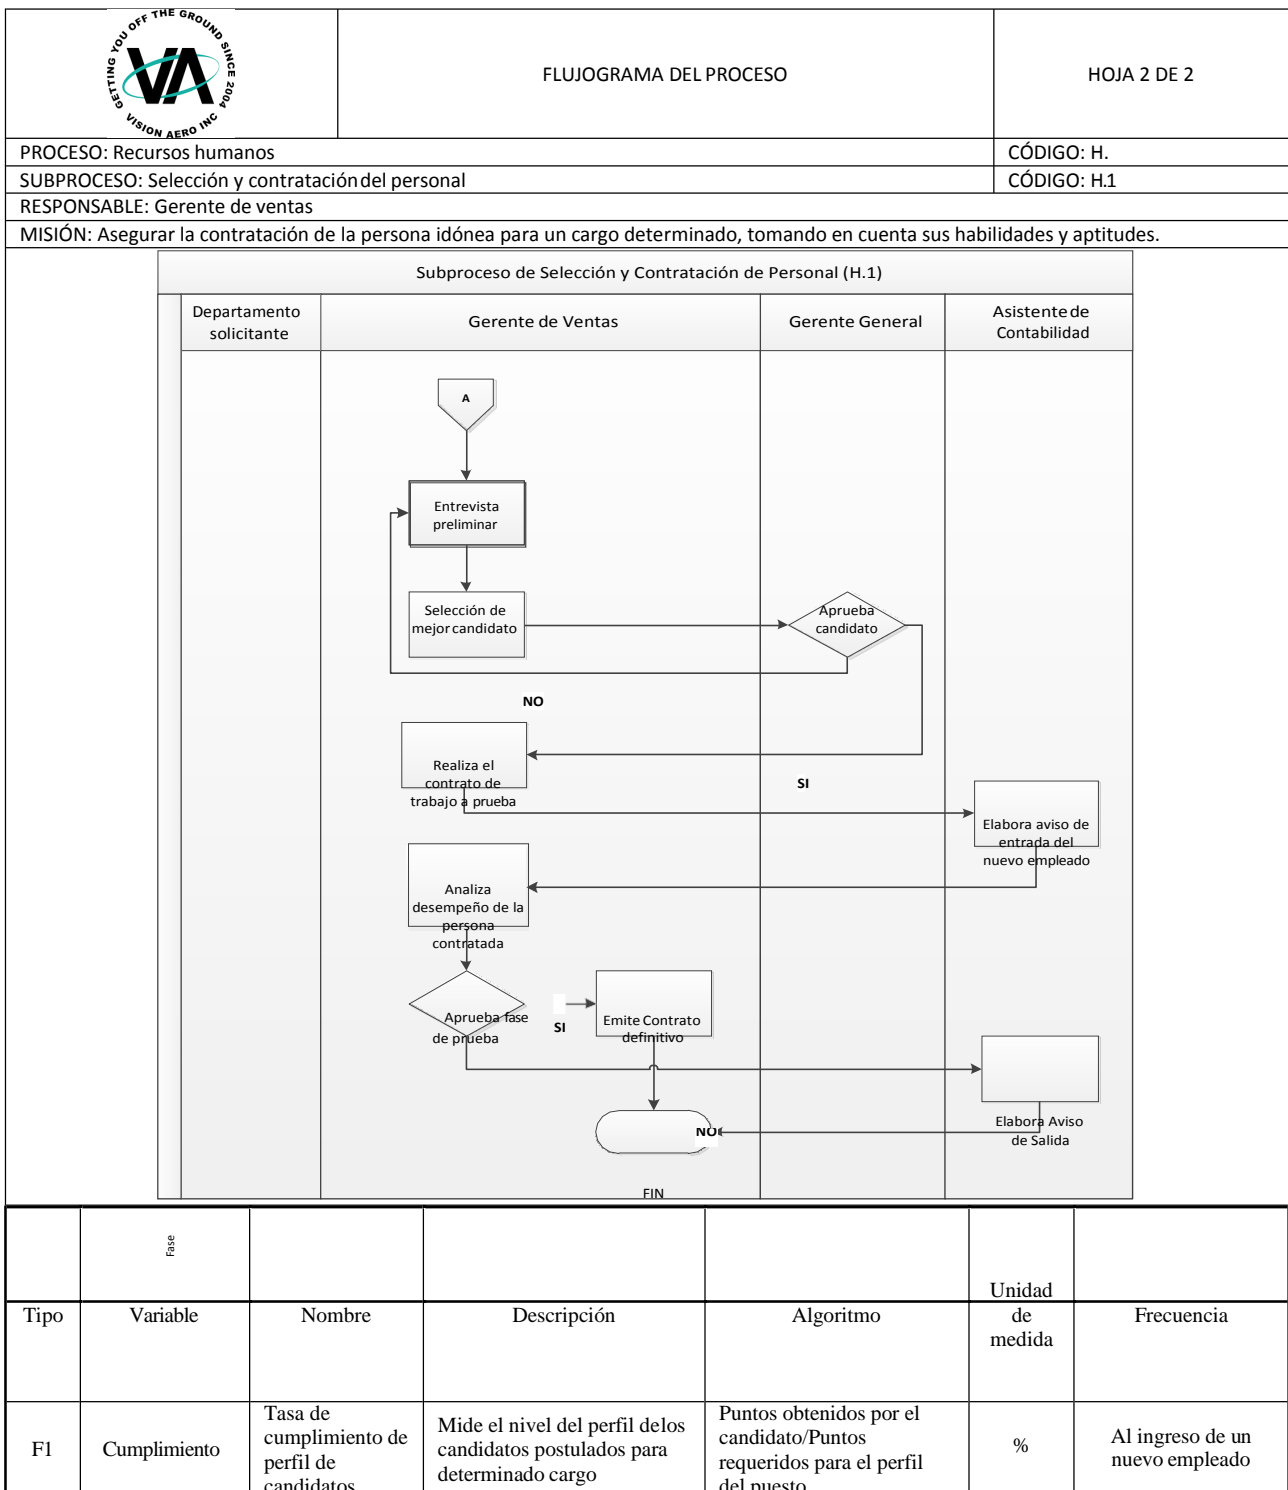 GETTING YOU OFF THE GROUND SINCE 2004
VA
VISION AERO INC
FLUJOGRAMA DEL PROCESO
HOJA 2 DE 2
PROCESO: Recursos humanos
CÓDIGO: H.
SUBPROCESO: Selección y contratación del personal
CÓDIGO: H.1
RESPONSABLE: Gerente de ventas
MISIÓN: Asegurar la contratación de la persona idónea para un cargo determinado, tomando en cuenta sus habilidades y aptitudes.
Subproceso de Selección y Contratación de Personal (H.1)
Departamento
solicitante
Gerente de Ventas
Gerente General
Asistente de
Contabilidad
A
Entrevista
preliminar
Selección de
mejor candidato
Aprueba
candidato
NO
Realiza el
contrato de
trabajo a prueba
SI
Elabora aviso de
entrada del
nuevo empleado
Analiza
desempeño de la
persona
contratada
Aprueba fase
de prueba
SI
Emite Contrato
definitivo
Elabora Aviso
de Salida
NO
FIN
Fase
Tipo
Variable
Nombre
Descripción
Algoritmo
Unidad
de
medida
Frecuencia
F1
Cumplimiento
Tasa de
cumplimiento de
perfil de
candidatos
Mide el nivel del perfil delos
candidatos postulados para
determinado cargo
Puntos obtenidos por el
candidato/Puntos
requeridos para el perfil
del puesto
%
Al ingreso de un
nuevo empleado